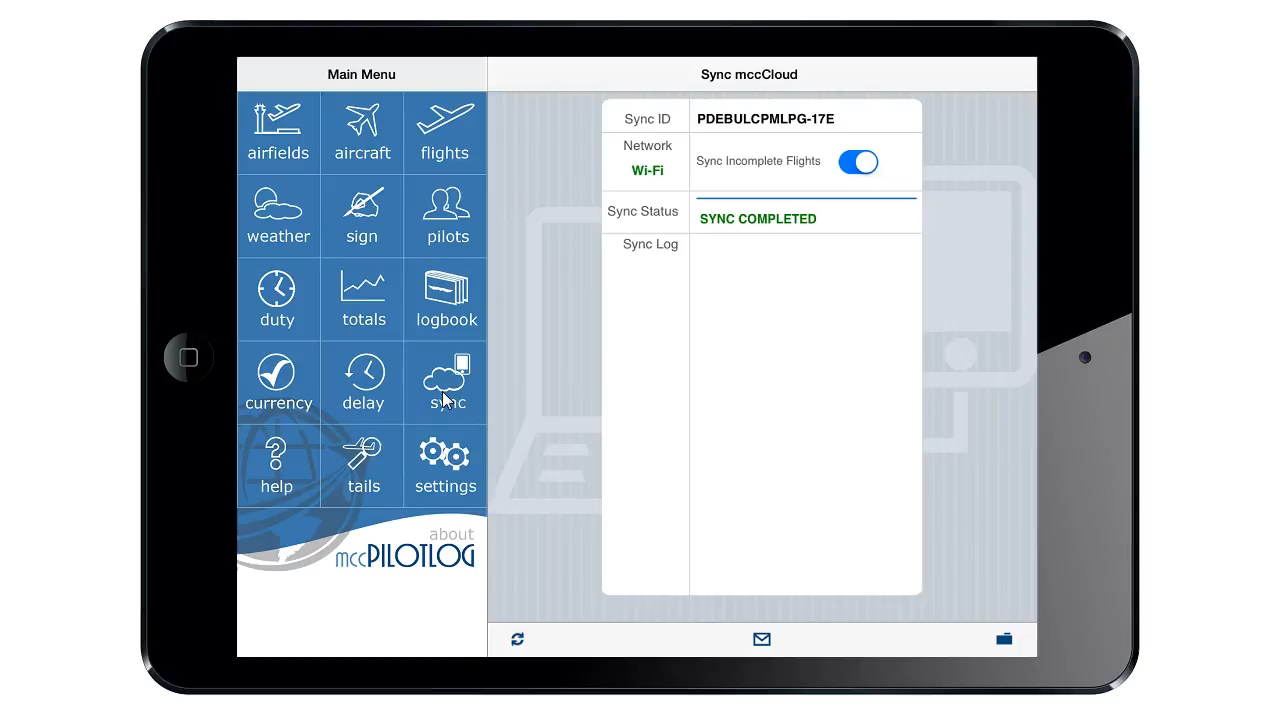 Main Menu
airfields
aircraft
flights
weather
sign
pilots
duty
totals
logbook
currency
delay
sync
help
tails
settings
about
mccPILOTLOG
Sync mccCloud
Sync ID
PDEBULCPMLPG-17E
Network
Wi-Fi
Sync Incomplete Flights
Sync Status
SYNC COMPLETED
Sync Log